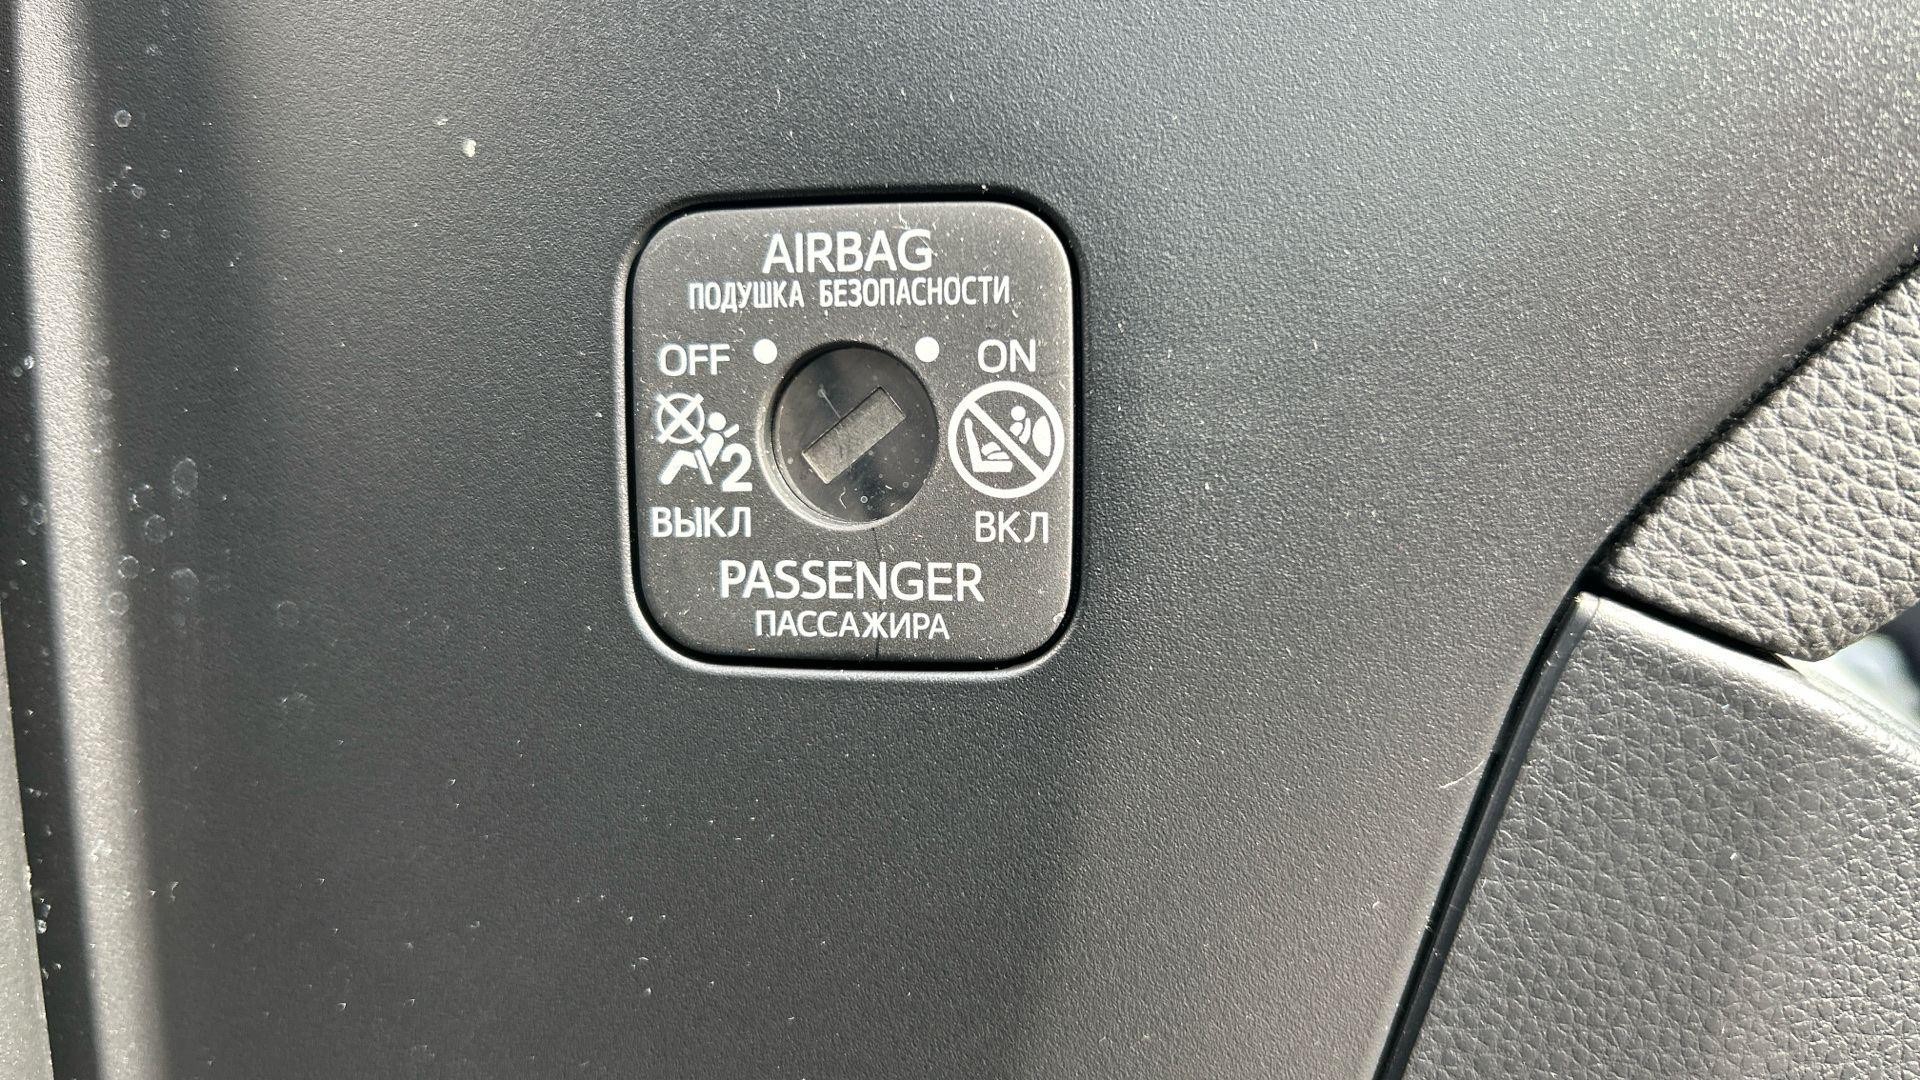 AIRBAG
ПОДУШКА БЕЗОПАСНОСТИ
OFF ON
2
ВЫКЛ ВКЛ
PASSENGER
ПАССАЖИРА